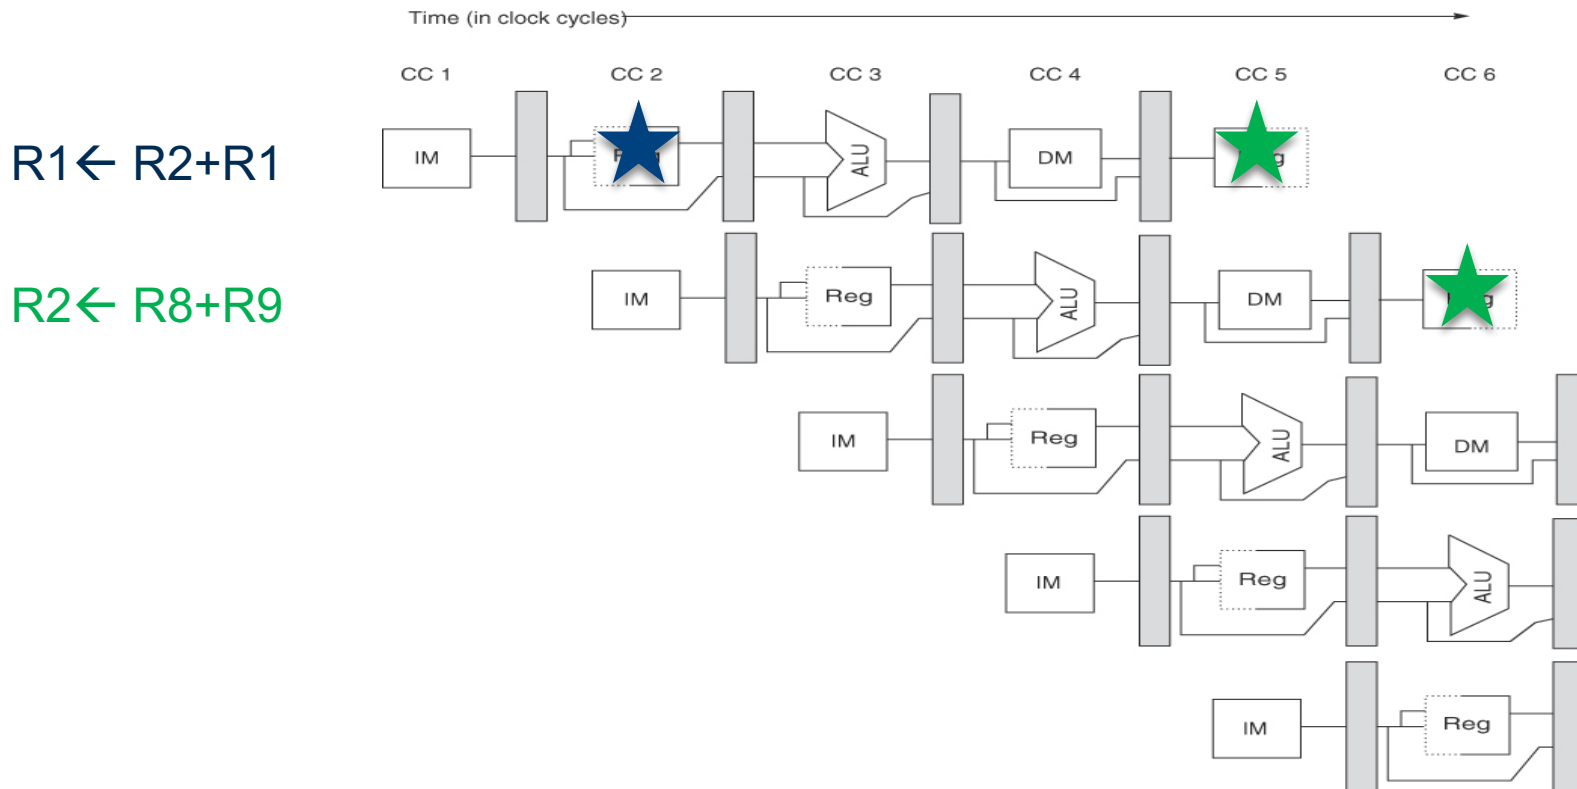 Time (in clock cycles)
CC 1 CC 2 CC 3 CC 4 CC 5 CC 6
R1← R2+R1
IM ALU DM
R2← R8+R9
IM Reg ALU DM
IM Reg ALU DM
IM Reg ALU
IM Reg